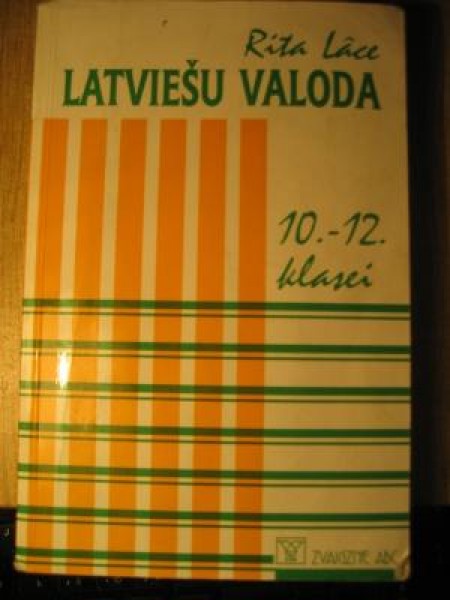 Rita Lāce
LATVIEŠU VALODA
10.-12.
klasei
ZVAIGZNE ABC